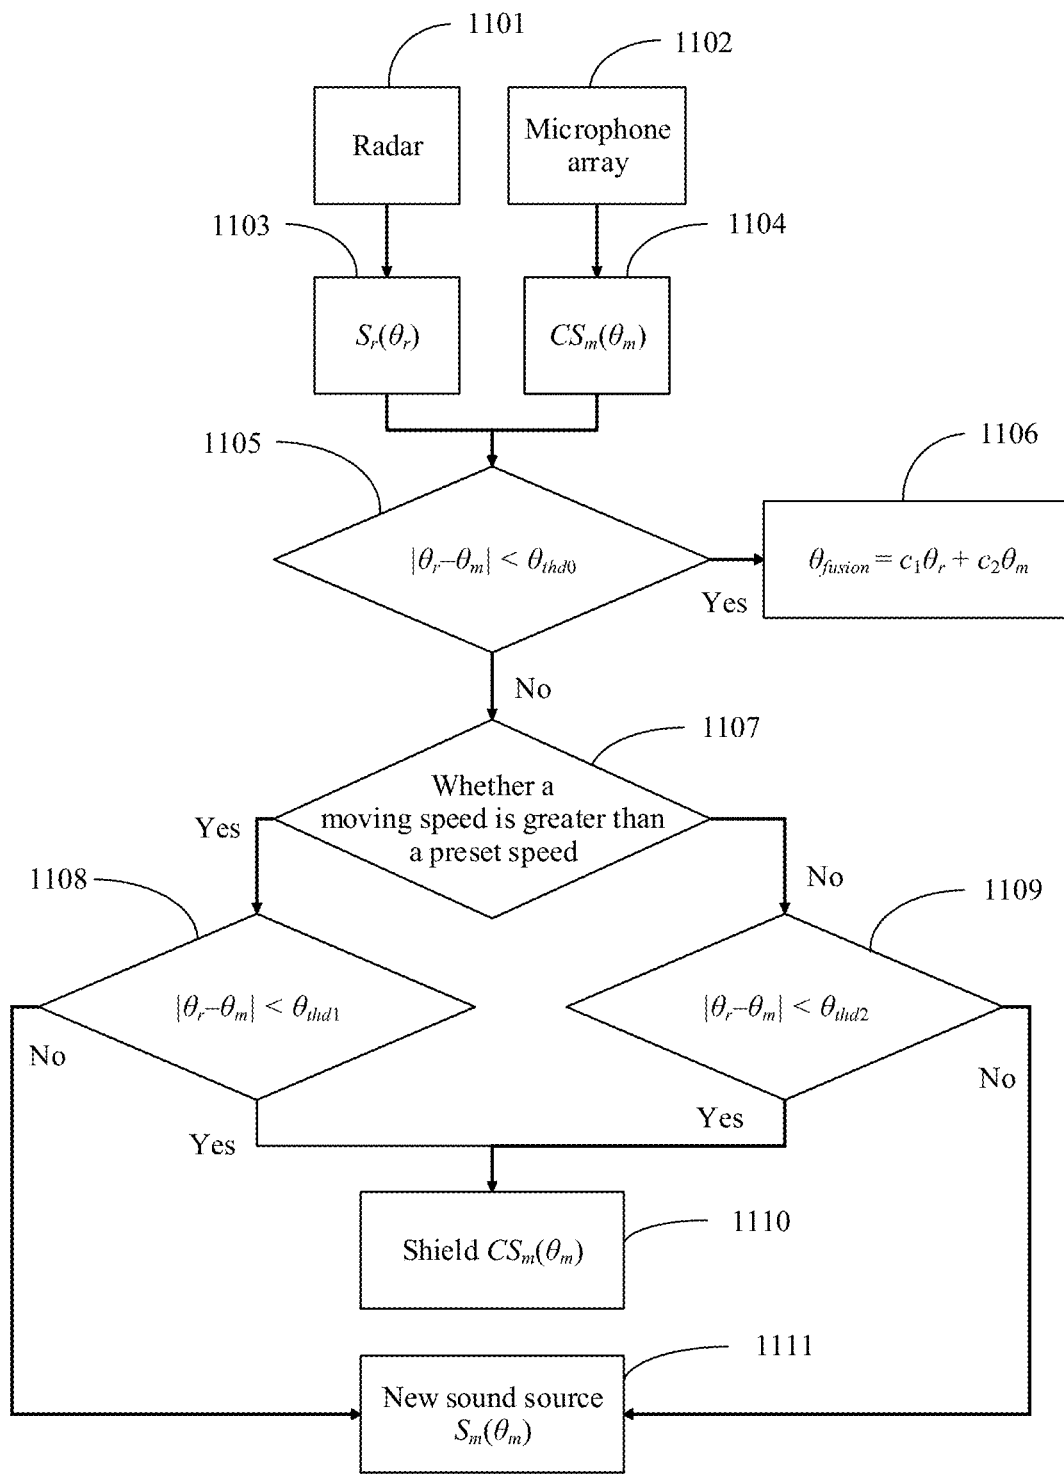 1101
1102
Radar
Microphone
array
1103
1104
Sᵣ(θᵣ)
CSₘ(θₘ)
1105
1106
|θᵣ–θₘ| < θₜₕd0
θfusion = c₁θᵣ + c₂θₘ
Yes
No
1107
Whether a
moving speed is greater than
a preset speed
Yes
No
1108
1109
|θᵣ–θₘ| < θₜₕd1
|θᵣ–θₘ| < θₜₕd2
No
No
Yes
Yes
1110
Shield CSₘ(θₘ)
1111
New sound source
Sₘ(θₘ)